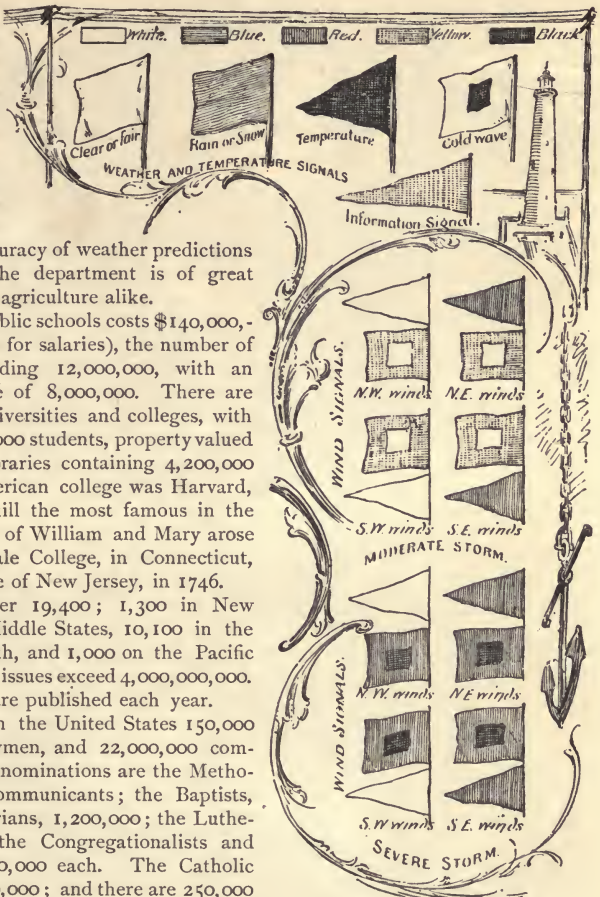 White. Blue. Red. Yellow. Black
Clear or fair Rain or Snow Temperature Cold wave
WEATHER AND TEMPERATURE SIGNALS
Information Signal.
uracy of weather predictions
he department is of great
agriculture alike.
blic schools costs $140,000,-
for salaries), the number of
ding 12,000,000, with an
e of 8,000,000. There are
iversities and colleges, with
000 students, property valued
raries containing 4,200,000
erican college was Harvard,
ill the most famous in the
of William and Mary arose
ale College, in Connecticut,
e of New Jersey, in 1746.
er 19,400; 1,300 in New
iddle States, 10,100 in the
h, and 1,000 on the Pacific
issues exceed 4,000,000,000.
re published each year.
n the United States 150,000
ymen, and 22,000,000 com-
nominations are the Metho-
ommunicants; the Baptists,
rians, 1,200,000; the Luthe-
the Congregationalists and
0,000 each. The Catholic
0,000; and there are 250,000
WIND SIGNALS.
N.W. winds N.E. winds
S.W. winds S.E. winds
MODERATE STORM.
WIND SIGNALS.
N.W. winds N E winds
S.W winds S.E. winds
SEVERE STORM.